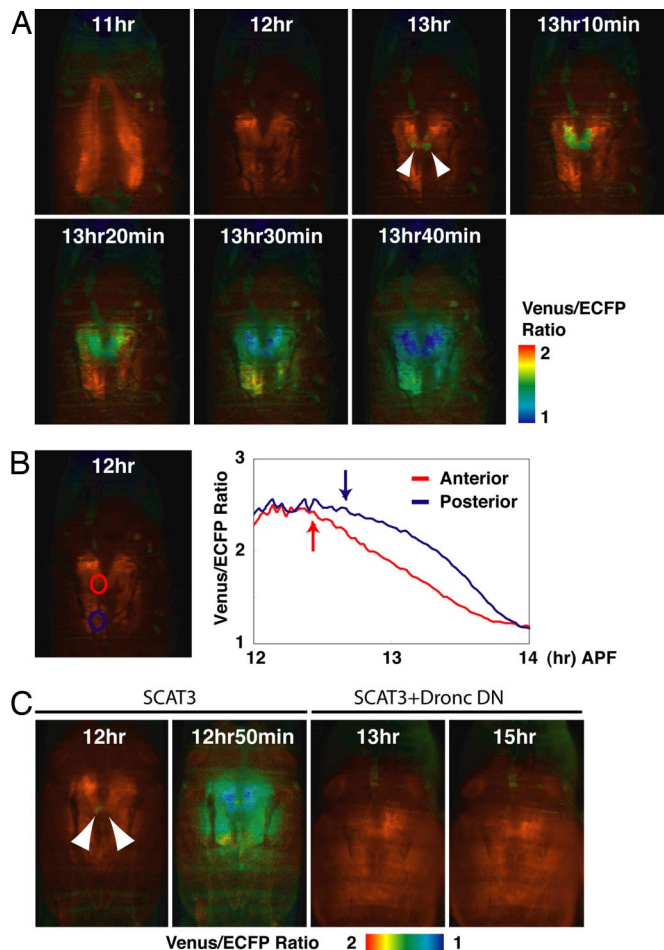 A
11hr
12hr
13hr
13hr10min
13hr20min
13hr30min
13hr40min
Venus/ECFP
Ratio
2
1
B
12hr
Venus/ECFP Ratio
3
2
1
Anterior
Posterior
12
13
14
(hr) APF
C
SCAT3
SCAT3+Dronc DN
12hr
12hr50min
13hr
15hr
Venus/ECFP Ratio 2 1